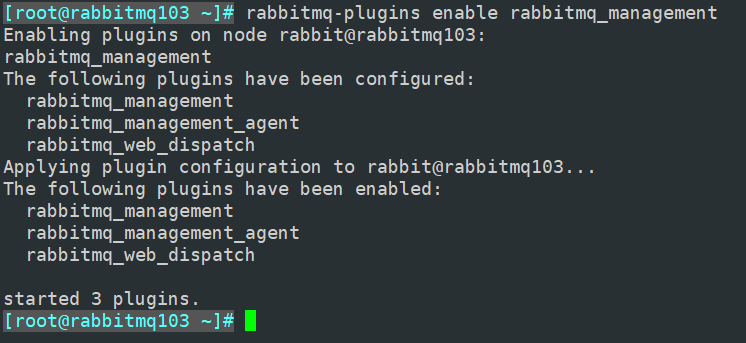 [root@rabbitmq103 ~]# rabbitmq-plugins enable rabbitmq_management
Enabling plugins on node rabbit@rabbitmq103:
rabbitmq_management
The following plugins have been configured:
  rabbitmq_management
  rabbitmq_management_agent
  rabbitmq_web_dispatch
Applying plugin configuration to rabbit@rabbitmq103...
The following plugins have been enabled:
  rabbitmq_management
  rabbitmq_management_agent
  rabbitmq_web_dispatch

started 3 plugins.
[root@rabbitmq103 ~]#